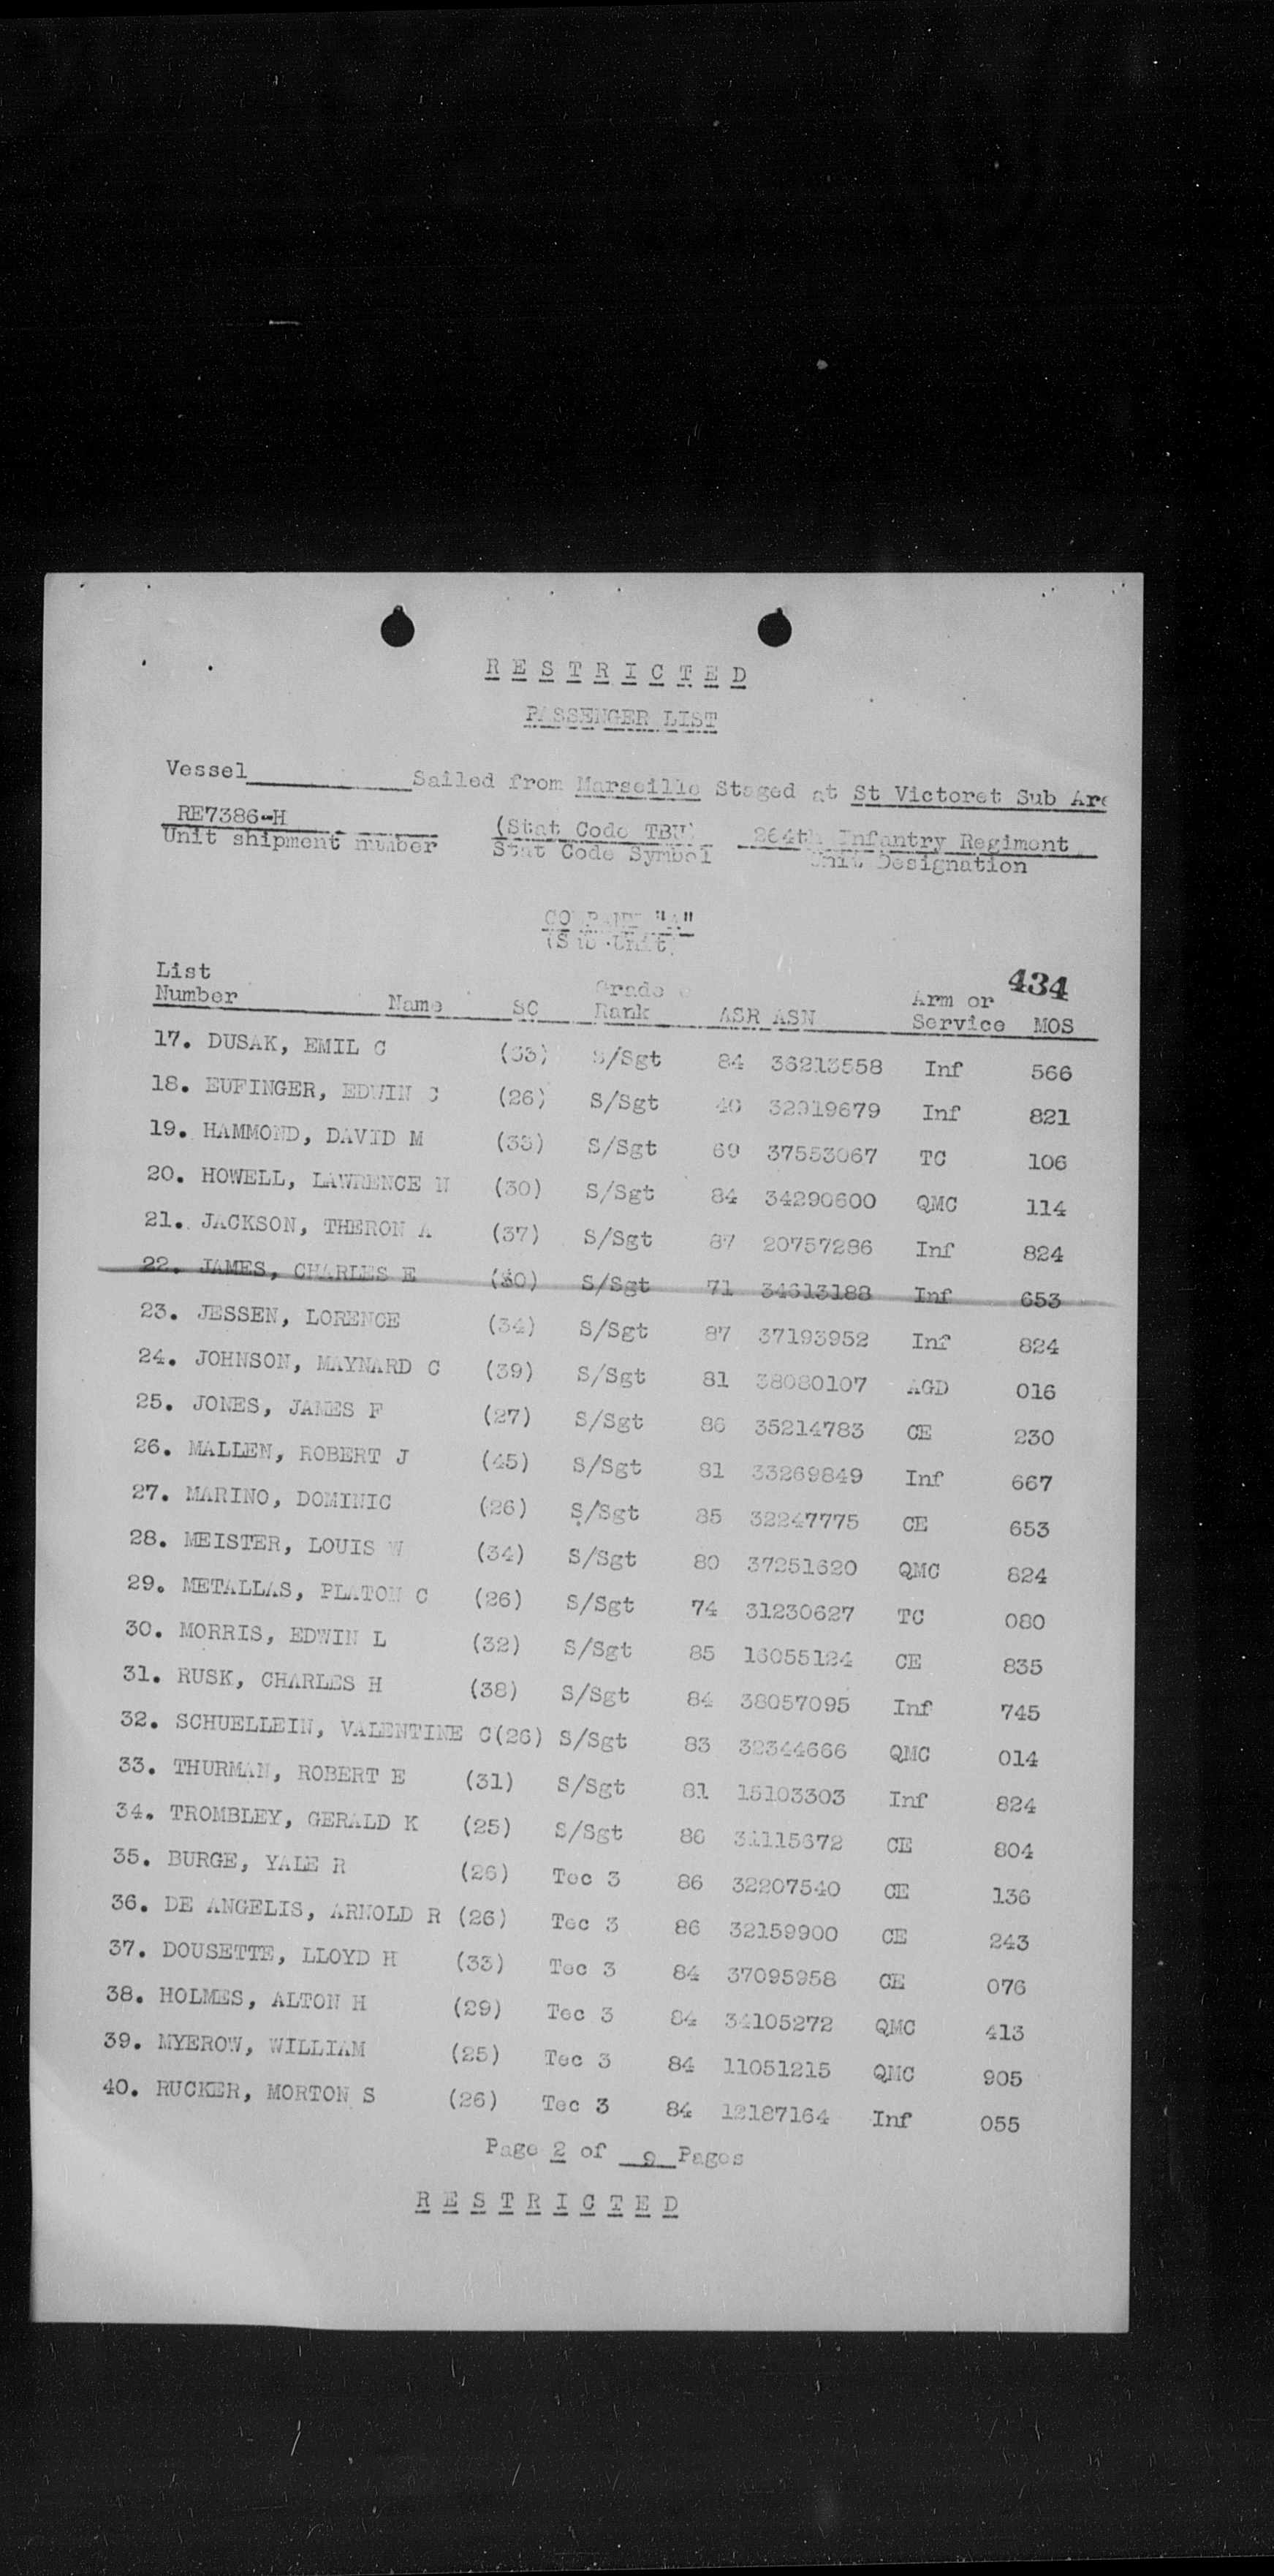 R E S T R I C T E D
PASSENGER LIST
Vessel____________Sailed from Marseille Staged at St Victoret Sub Are
RE7386-H (Stat Code TBU) 264th Infantry Regiment
Unit shipment number Stat Code Symbol Unit Designation
COMPANY "A"
(Sub-Unit)
434
List Number Name SC Grade Rank ASR ASN Arm or Service MOS
17. DUSAK, EMIL C (33) S/Sgt 84 36213558 Inf 566
18. EUFINGER, EDWIN C (26) S/Sgt 40 32919679 Inf 821
19. HAMMOND, DAVID M S/Sgt 69 37553067 TC 106
20. HOWELL, LAWRENCE N (30) S/Sgt 84 34290600 QMC 114
21. JACKSON, THERON A (37) S/Sgt 87 20757286 Inf 824
22. JAMES, CHARLES E (30) S/Sgt 71 34613188 Inf 653
23. JESSEN, LORENCE (34) S/Sgt 87 37193952 Inf 824
24. JOHNSON, MAYNARD C (39) S/Sgt 81 38080107 AGD 016
25. JONES, JAMES F (27) S/Sgt 86 35214783 CE 230
26. MALLEN, ROBERT J (45) S/Sgt 81 33269849 Inf 667
27. MARINO, DOMINIC (26) S/Sgt 85 32247775 CE 653
28. MEISTER, LOUIS W (34) S/Sgt 80 37251620 QMC 824
29. METALLAS, PLATON C (26) S/Sgt 74 31230627 TC 080
30. MORRIS, EDWIN L (32) S/Sgt 85 16055124 CE 835
31. RUSK, CHARLES H (38) S/Sgt 84 38057095 Inf 745
32. SCHUELLEIN, VALENTINE C(26) S/Sgt 83 32344666 QMC 014
33. THURMAN, ROBERT E (31) S/Sgt 81 15103303 Inf 824
34. TROMBLEY, GERALD K (25) S/Sgt 86 31115672 CE 804
35. BURGE, YALE R (26) Tec 3 86 32207540 CE 136
36. DE ANGELIS, ARNOLD R (26) Tec 3 86 32159900 CE 243
37. DOUSETTE, LLOYD H (33) Tec 3 84 37095958 CE 076
38. HOLMES, ALTON H (29) Tec 3 84 34105272 QMC 413
39. MYEROW, WILLIAM (25) Tec 3 84 11051215 QMC 905
40. RUCKER, MORTON S (26) Tec 3 84 12187164 Inf 055
Page 2 of 9 Pages
R E S T R I C T E D